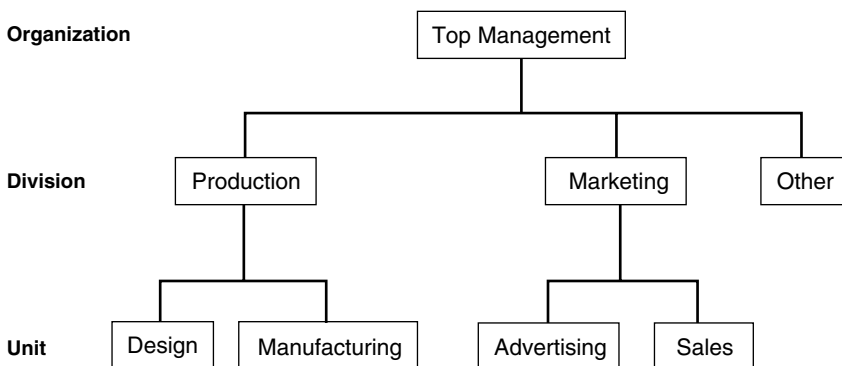 Organization
Top Management
Division
Production
Marketing
Other
Unit
Design
Manufacturing
Advertising
Sales